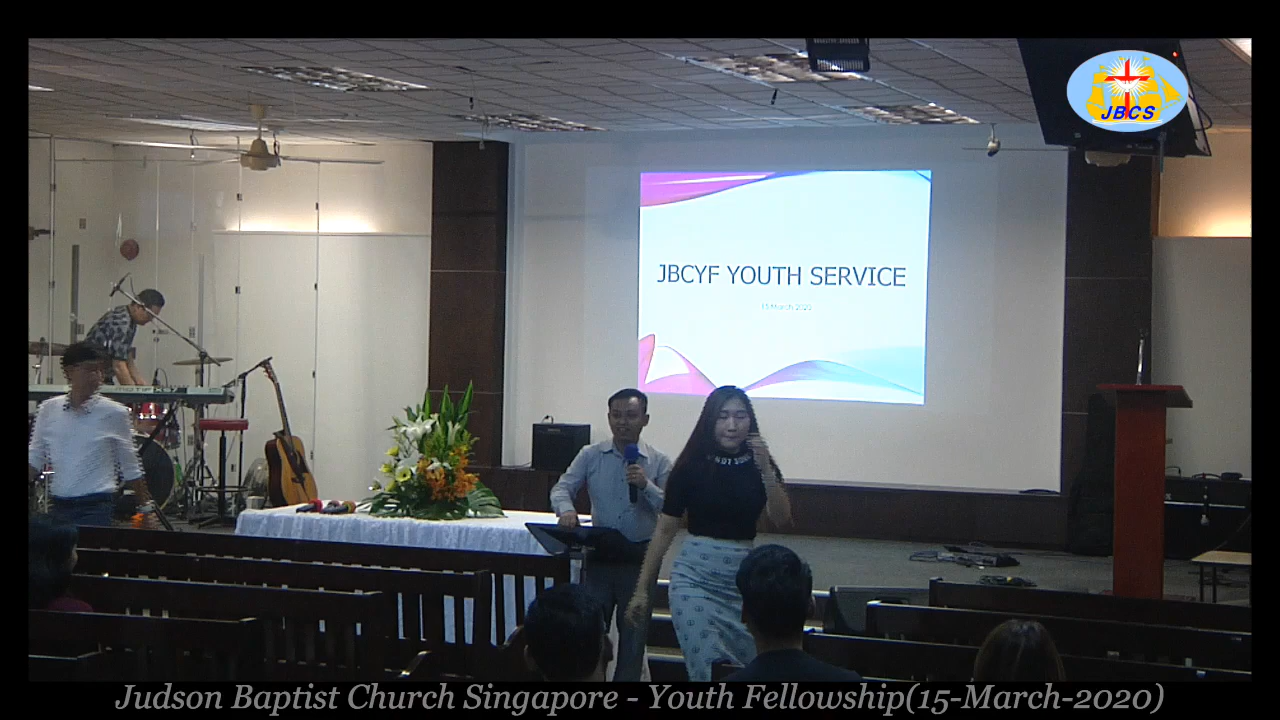 JBCS
JBCYF YOUTH SERVICE
15 March 2020
Judson Baptist Church Singapore - Youth Fellowship(15-March-2020)